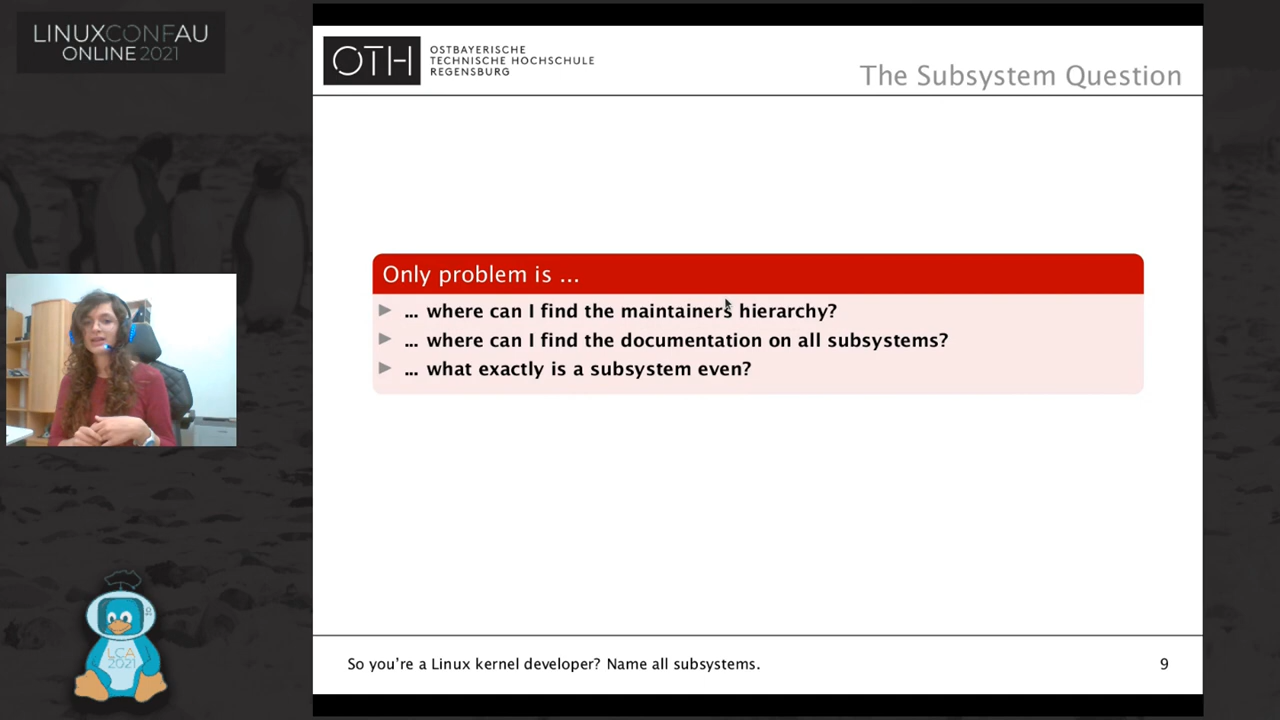 LINUXCONFAU
ONLINE 2021
OTH
OSTBAYERISCHE
TECHNISCHE HOCHSCHULE
REGENSBURG
The Subsystem Question
Only problem is ...
... where can I find the maintainers hierarchy?
... where can I find the documentation on all subsystems?
... what exactly is a subsystem even?
LCA
2021
So you're a Linux kernel developer? Name all subsystems.
9